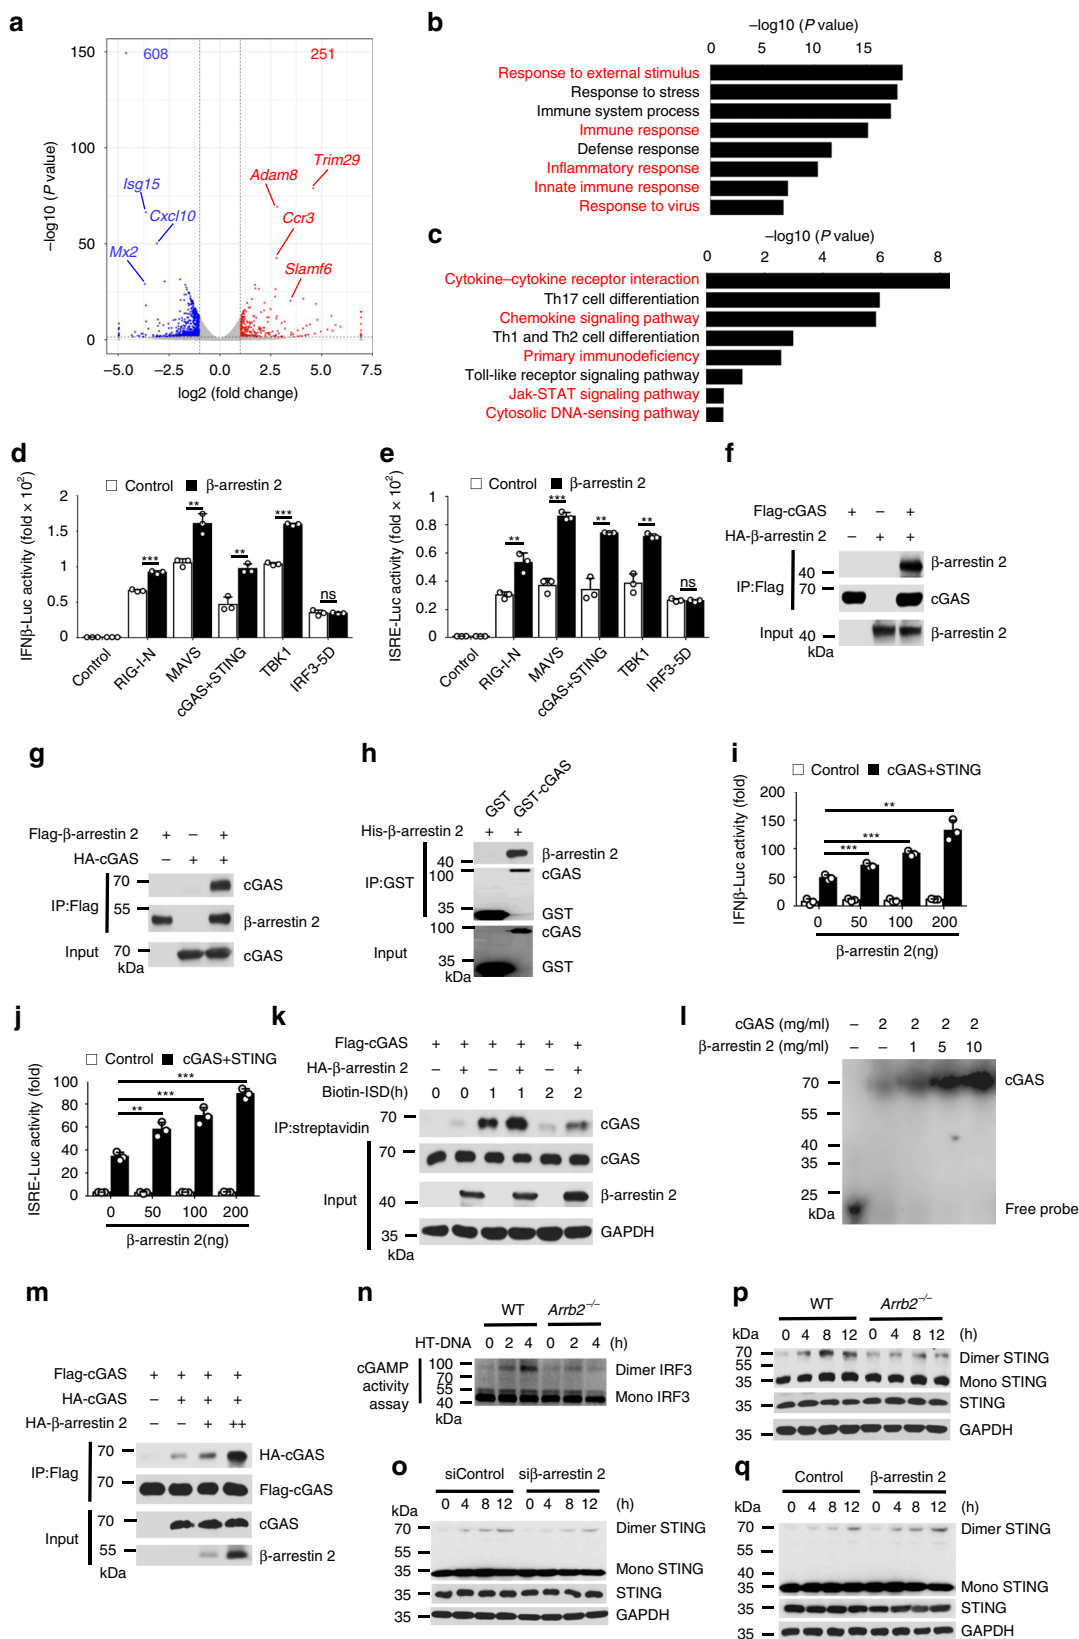 a
150
100
50
0
–log10 (P value)
608
251
Isg15
Cxcl10
Mx2
Adam8
Trim29
Ccr3
Slamf6
–5.0 –2.5 0.0 2.5 5.0 7.5
log2 (fold change)
b
–log10 (P value)
0 5 10 15
Response to external stimulus
Response to stress
Immune system process
Immune response
Defense response
Inflammatory response
Innate immune response
Response to virus
c
–log10 (P value)
0 2 4 6 8
Cytokine–cytokine receptor interaction
Th17 cell differentiation
Chemokine signaling pathway
Th1 and Th2 cell differentiation
Primary immunodeficiency
Toll-like receptor signaling pathway
Jak-STAT signaling pathway
Cytosolic DNA-sensing pathway
d
Control β-arrestin 2
IFNβ-Luc activity (fold × 10²)
2
1.6
1.2
0.8
0.4
0
*** ** ** *** ns
Control RIG-I-N MAVS cGAS+STING TBK1 IRF3-5D
e
Control β-arrestin 2
ISRE-Luc activity (fold × 10²)
1
0.8
0.6
0.4
0.2
0
** *** ** ** ns
Control RIG-I-N MAVS cGAS+STING TBK1 IRF3-5D
f
Flag-cGAS + – +
HA-β-arrestin 2 – + +
IP:Flag
40 β-arrestin 2
70 cGAS
Input 40 β-arrestin 2
kDa
g
Flag-β-arrestin 2 + – +
HA-cGAS – + +
IP:Flag
70 cGAS
55 β-arrestin 2
Input 70 cGAS
kDa
h
GST GST-cGAS
His-β-arrestin 2 + +
IP:GST
40 β-arrestin 2
100 cGAS
35 GST
Input
100 cGAS
35 GST
kDa
i
Control cGAS+STING
IFNβ-Luc activity (fold)
200
150
100
50
0
**
***
***
0 50 100 200
β-arrestin 2(ng)
j
Control cGAS+STING
ISRE-Luc activity (fold)
100
80
60
40
20
0
***
***
**
0 50 100 200
β-arrestin 2(ng)
k
Flag-cGAS + + + + + +
HA-β-arrestin 2 – + – + – +
Biotin-ISD(h) 0 0 1 1 2 2
IP:streptavidin 70 cGAS
Input
70 cGAS
40 β-arrestin 2
35 GAPDH
kDa
l
cGAS (mg/ml) – 2 2 2 2
β-arrestin 2 (mg/ml) – – 1 5 10
70 cGAS
55
40
35
25
kDa
Free probe
m
Flag-cGAS + + + +
HA-cGAS – + + +
HA-β-arrestin 2 – – + ++
IP:Flag
70 HA-cGAS
70 Flag-cGAS
Input
70 cGAS
55 β-arrestin 2
kDa
n
WT Arrb2–/–
HT-DNA 0 2 4 0 2 4 (h)
cGAMP activity assay
100
70
55
40
kDa
Dimer IRF3
Mono IRF3
o
siControl siβ-arrestin 2
kDa 0 4 8 12 0 4 8 12 (h)
70 Dimer STING
55
35 Mono STING
35 STING
35 GAPDH
p
WT Arrb2–/–
kDa 0 4 8 12 0 4 8 12 (h)
70 Dimer STING
55
35 Mono STING
35 STING
35 GAPDH
q
Control β-arrestin 2
kDa 0 4 8 12 0 4 8 12 (h)
70 Dimer STING
55
40
35 Mono STING
35 STING
35 GAPDH